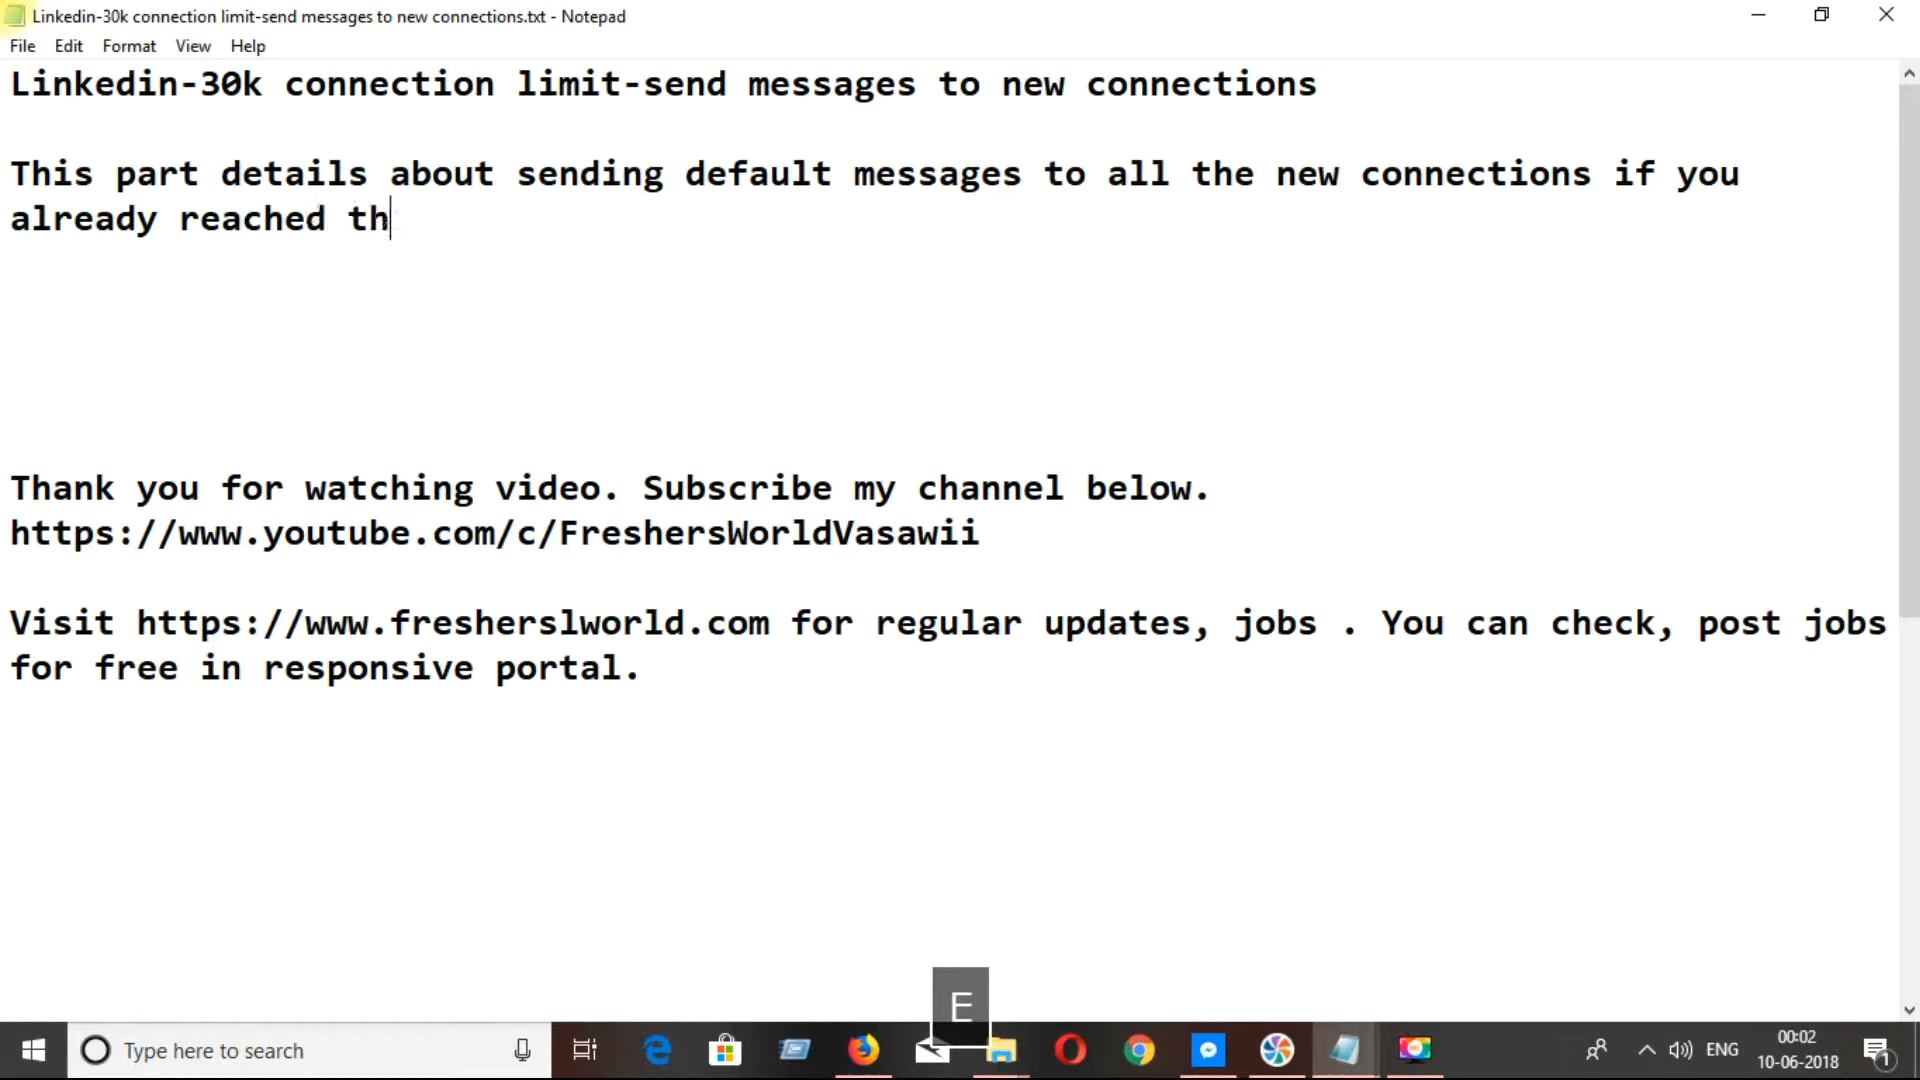 Linkedin-30k connection limit-send messages to new connections.txt - Notepad
File Edit Format View Help
Linkedin-30k connection limit-send messages to new connections
This part details about sending default messages to all the new connections if you
already reached th
Thank you for watching video. Subscribe my channel below.
https://www.youtube.com/c/FreshersWorldVasawii
Visit https://www.fresherslworld.com for regular updates, jobs . You can check, post jobs
for free in responsive portal.
E
Type here to search
ENG
00:02
10-06-2018
1